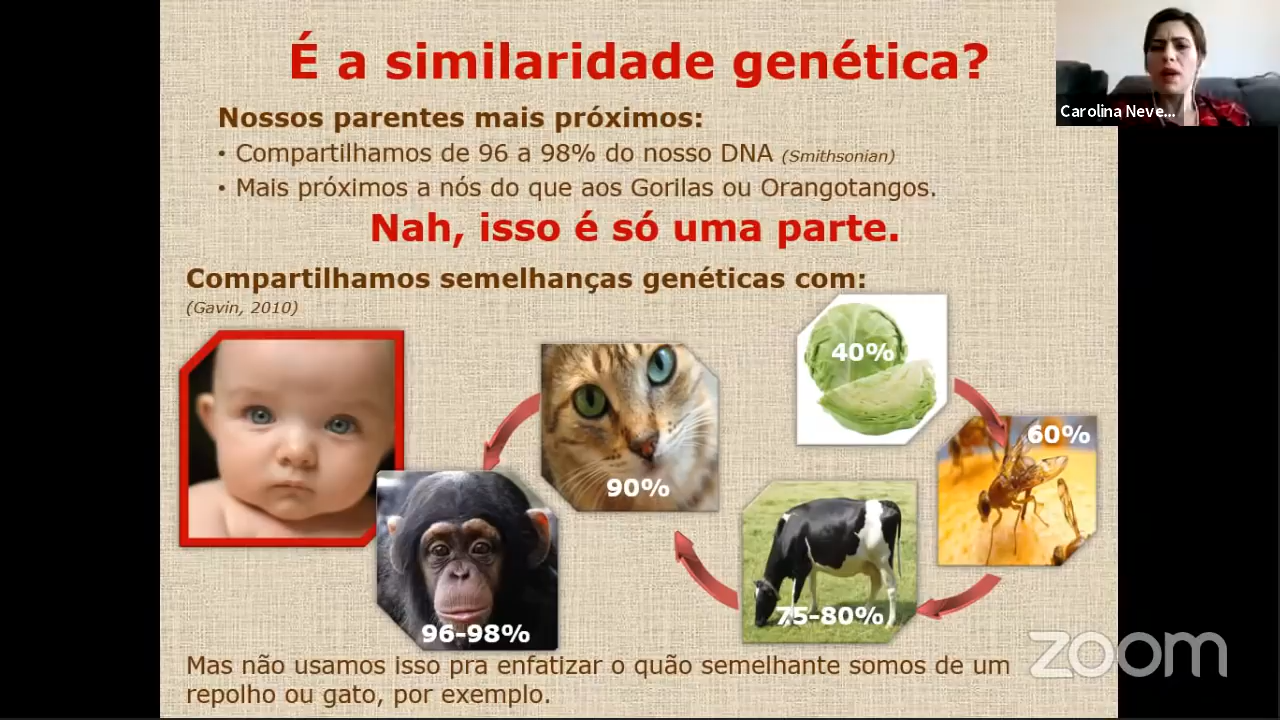 É a similaridade genética?
Carolina Neve...
Nossos parentes mais próximos:
• Compartilhamos de 96 a 98% do nosso DNA (Smithsonian)
• Mais próximos a nós do que aos Gorilas ou Orangotangos.
Nah, isso é só uma parte.
Compartilhamos semelhanças genéticas com:
(Gavin, 2010)
40%
60%
90%
75-80%
96-98%
Mas não usamos isso pra enfatizar o quão semelhante somos de um
repolho ou gato, por exemplo.
zoom